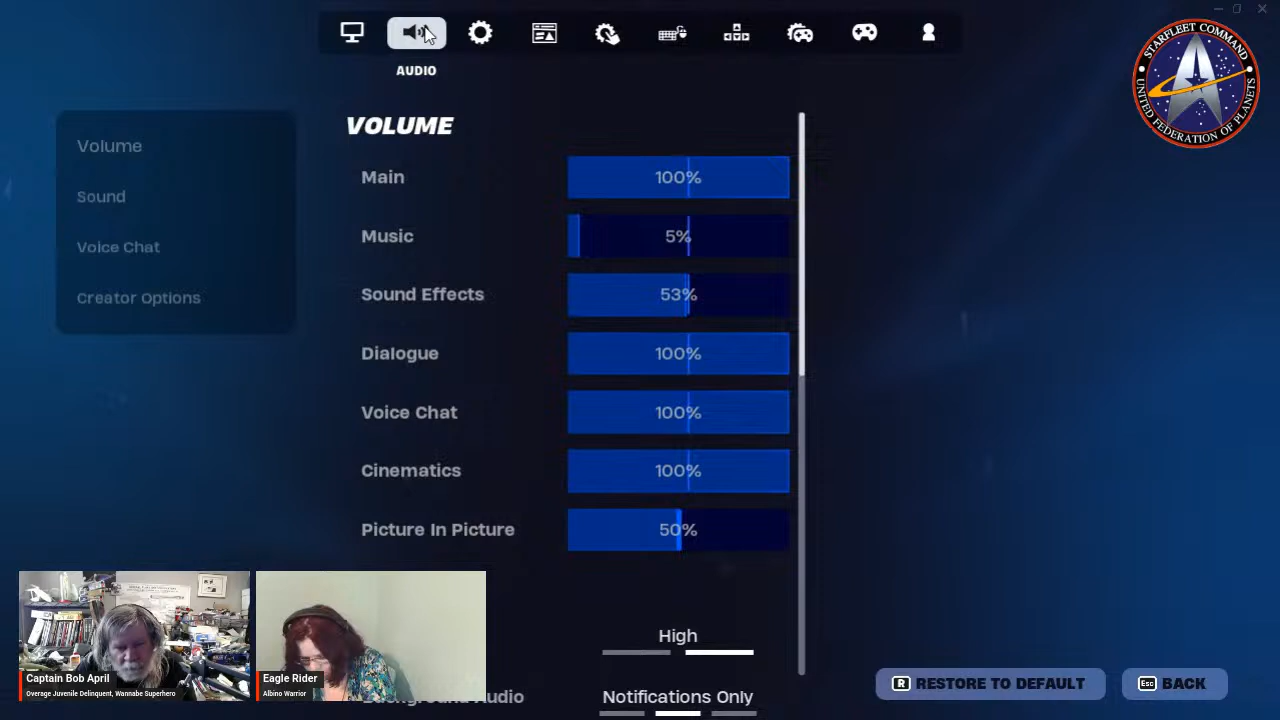 AUDIO
STARFLEET COMMAND
UNITED FEDERATION OF PLANETS
Volume
Sound
Voice Chat
Creator Options
VOLUME
Main 100%
Music 5%
Sound Effects 53%
Dialogue 100%
Voice Chat 100%
Cinematics 100%
Picture In Picture 50%
High
Audio Notifications Only
Captain Bob April
Overage Juvenile Delinquent, Wannabe Superhero
Eagle Rider
Albino Warrior
R RESTORE TO DEFAULT
Esc BACK